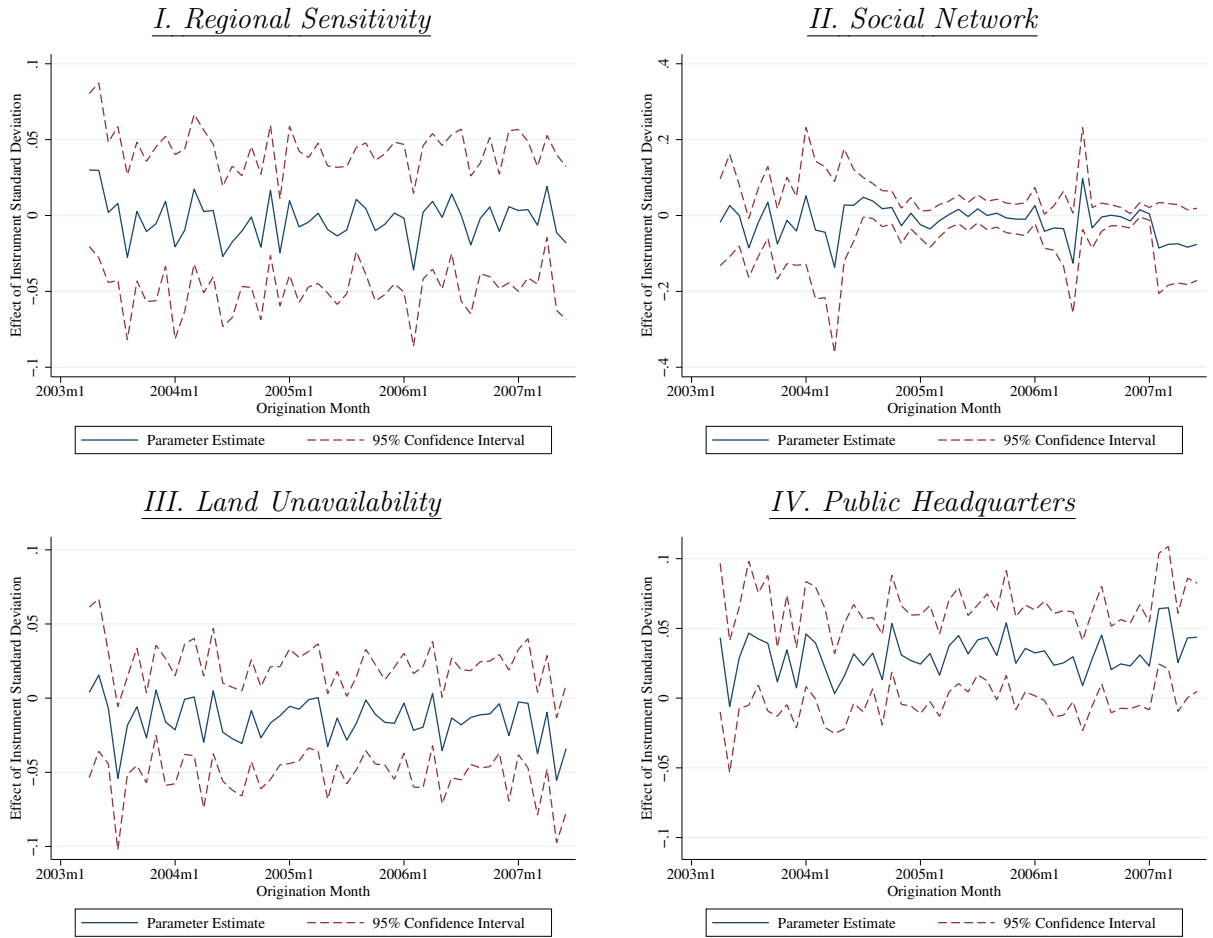 I. Regional Sensitivity
Effect of Instrument Standard Deviation
.1
.05
0
-.05
-.1
2003m1 2004m1 2005m1 2006m1 2007m1
Origination Month
Parameter Estimate 95% Confidence Interval
II. Social Network
Effect of Instrument Standard Deviation
.4
.2
0
-.2
-.4
2003m1 2004m1 2005m1 2006m1 2007m1
Origination Month
Parameter Estimate 95% Confidence Interval
III. Land Unavailability
Effect of Instrument Standard Deviation
.1
.05
0
-.05
-.1
2003m1 2004m1 2005m1 2006m1 2007m1
Origination Month
Parameter Estimate 95% Confidence Interval
IV. Public Headquarters
Effect of Instrument Standard Deviation
.1
.05
0
-.05
-.1
2003m1 2004m1 2005m1 2006m1 2007m1
Origination Month
Parameter Estimate 95% Confidence Interval